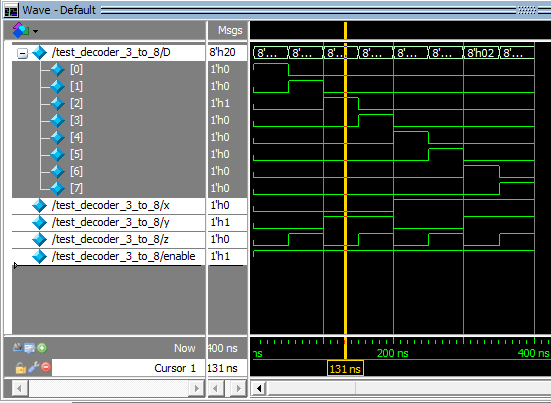 Wave - Default
Msgs
/test_decoder_3_to_8/D 8'h20 8'... 8'... 8'... 8'... 8'... 8'... 8'h02 8'...
[0] 1'h0
[1] 1'h0
[2] 1'h1
[3] 1'h0
[4] 1'h0
[5] 1'h0
[6] 1'h0
[7] 1'h0
/test_decoder_3_to_8/x 1'h0
/test_decoder_3_to_8/y 1'h1
/test_decoder_3_to_8/z 1'h0
/test_decoder_3_to_8/enable 1'h1
Now 400 ns ns 200 ns 400 ns
Cursor 1 131 ns 131 ns